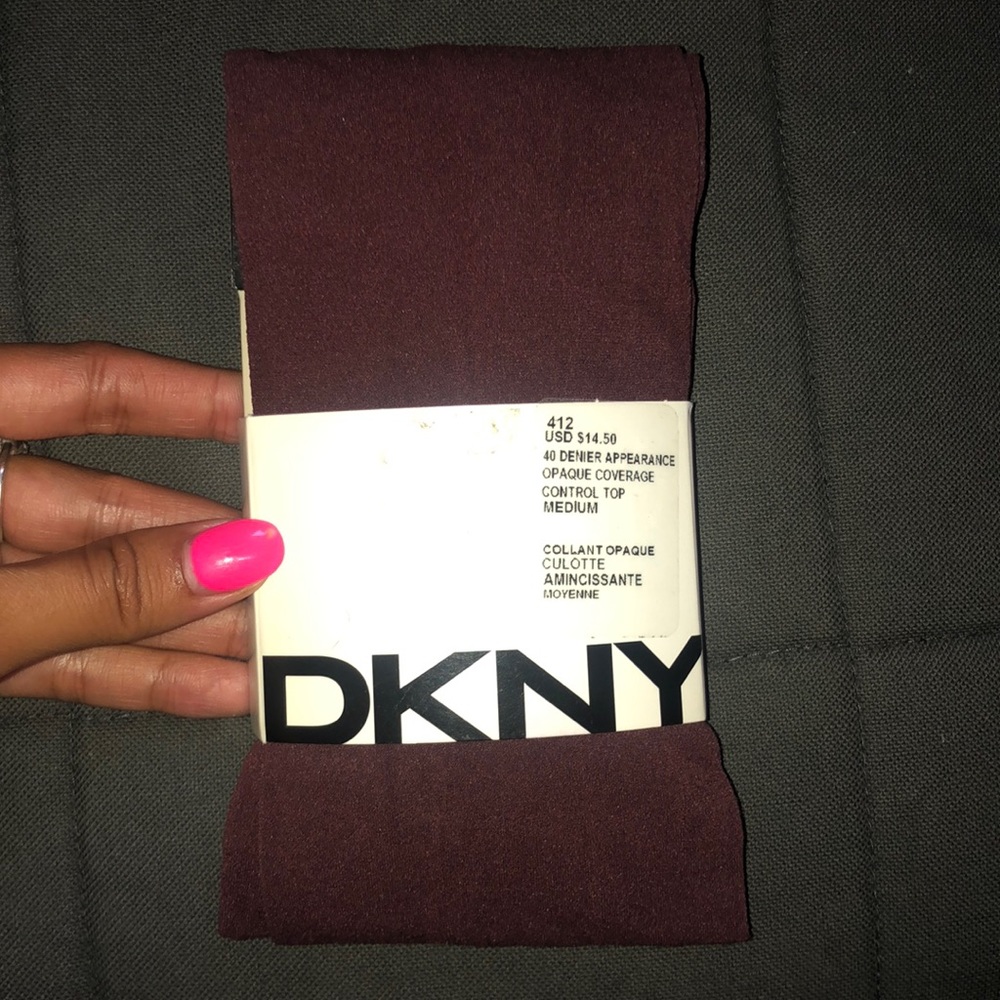 412
USD $14.50
40 DENIER APPEARANCE
OPAQUE COVERAGE
CONTROL TOP
MEDIUM
COLLANT OPAQUE
CULOTTE
AMINCISSANTE
MOYENNE
DKNY